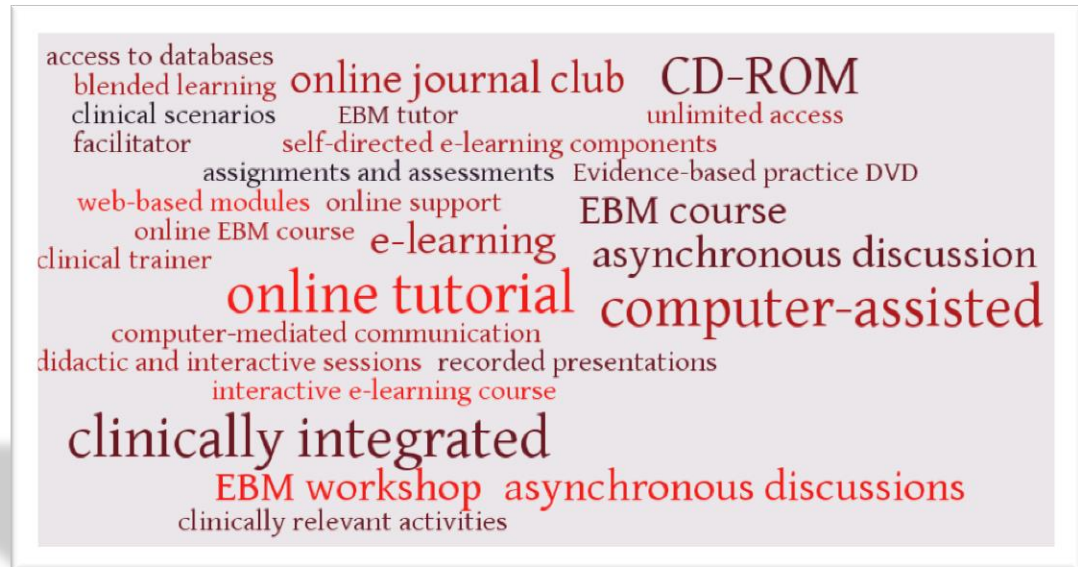 access to databases
blended learning online journal club CD-ROM
clinical scenarios EBM tutor unlimited access
facilitator self-directed e-learning components
assignments and assessments Evidence-based practice DVD
web-based modules online support EBM course
online EBM course e-learning asynchronous discussion
clinical trainer
online tutorial computer-assisted
computer-mediated communication
didactic and interactive sessions recorded presentations
interactive e-learning course
clinically integrated
EBM workshop asynchronous discussions
clinically relevant activities